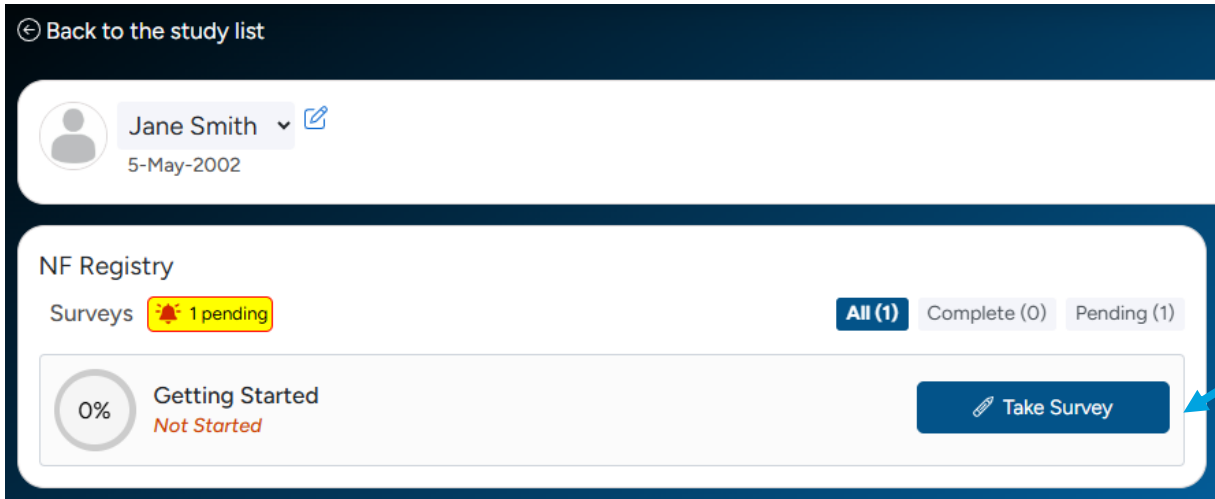 Back to the study list
Jane Smith
5-May-2002
NF Registry
Surveys 1 pending All (1) Complete (0) Pending (1)
0% Getting Started Take Survey
Not Started